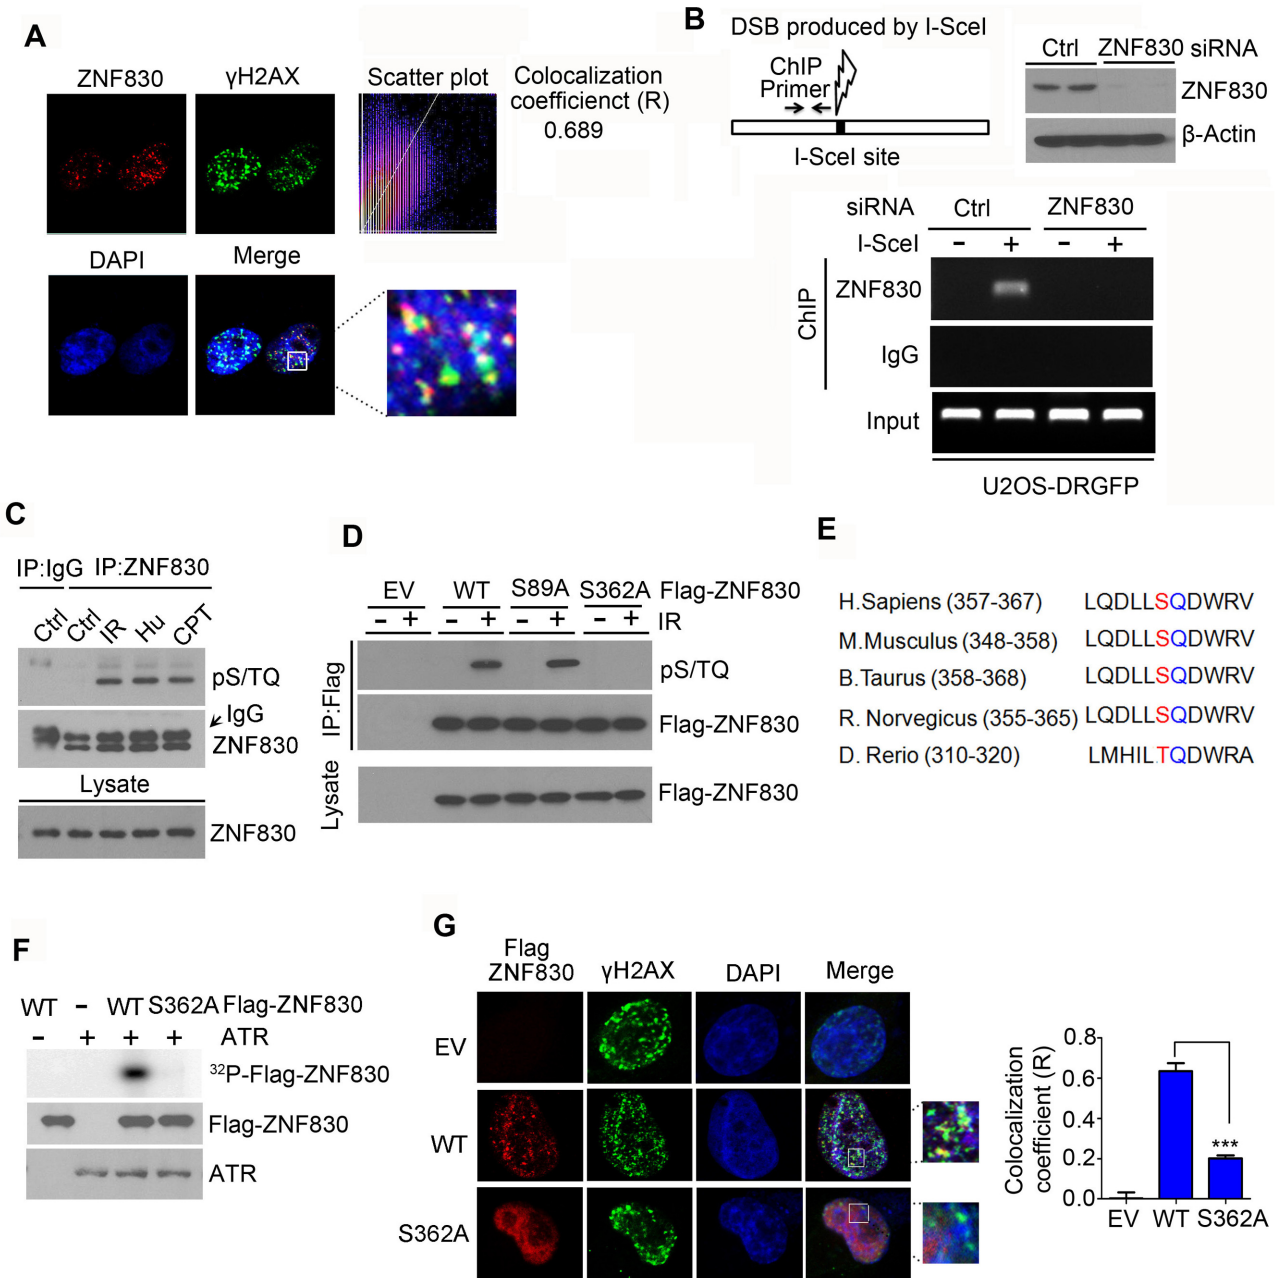 A
ZNF830 γH2AX Scatter plot Colocalization
coefficienct (R)
0.689
DAPI Merge
B
DSB produced by I-SceI
ChIP
Primer
I-SceI site
Ctrl ZNF830 siRNA
ZNF830
β-Actin
siRNA Ctrl ZNF830
I-SceI - + - +
ChIP
ZNF830
IgG
Input
U2OS-DRGFP
C
IP:IgG IP:ZNF830
Ctrl Ctrl IR Hu CPT
pS/TQ
IgG
ZNF830
Lysate
ZNF830
D
EV WT S89A S362A Flag-ZNF830
- + - + - + - + IR
IP:Flag
pS/TQ
Flag-ZNF830
Lysate
Flag-ZNF830
E
H.Sapiens (357-367) LQDLLSQDWRV
M.Musculus (348-358) LQDLLSQDWRV
B.Taurus (358-368) LQDLLSQDWRV
R. Norvegicus (355-365) LQDLLSQDWRV
D. Rerio (310-320) LMHILTQDWRA
F
WT - WT S362A Flag-ZNF830
- + + + ATR
³²P-Flag-ZNF830
Flag-ZNF830
ATR
G
Flag
ZNF830 γH2AX DAPI Merge
EV
WT
S362A
Colocalization
coefficient (R)
0.8
0.6
0.4
0.2
0.0
***
EV WT S362A